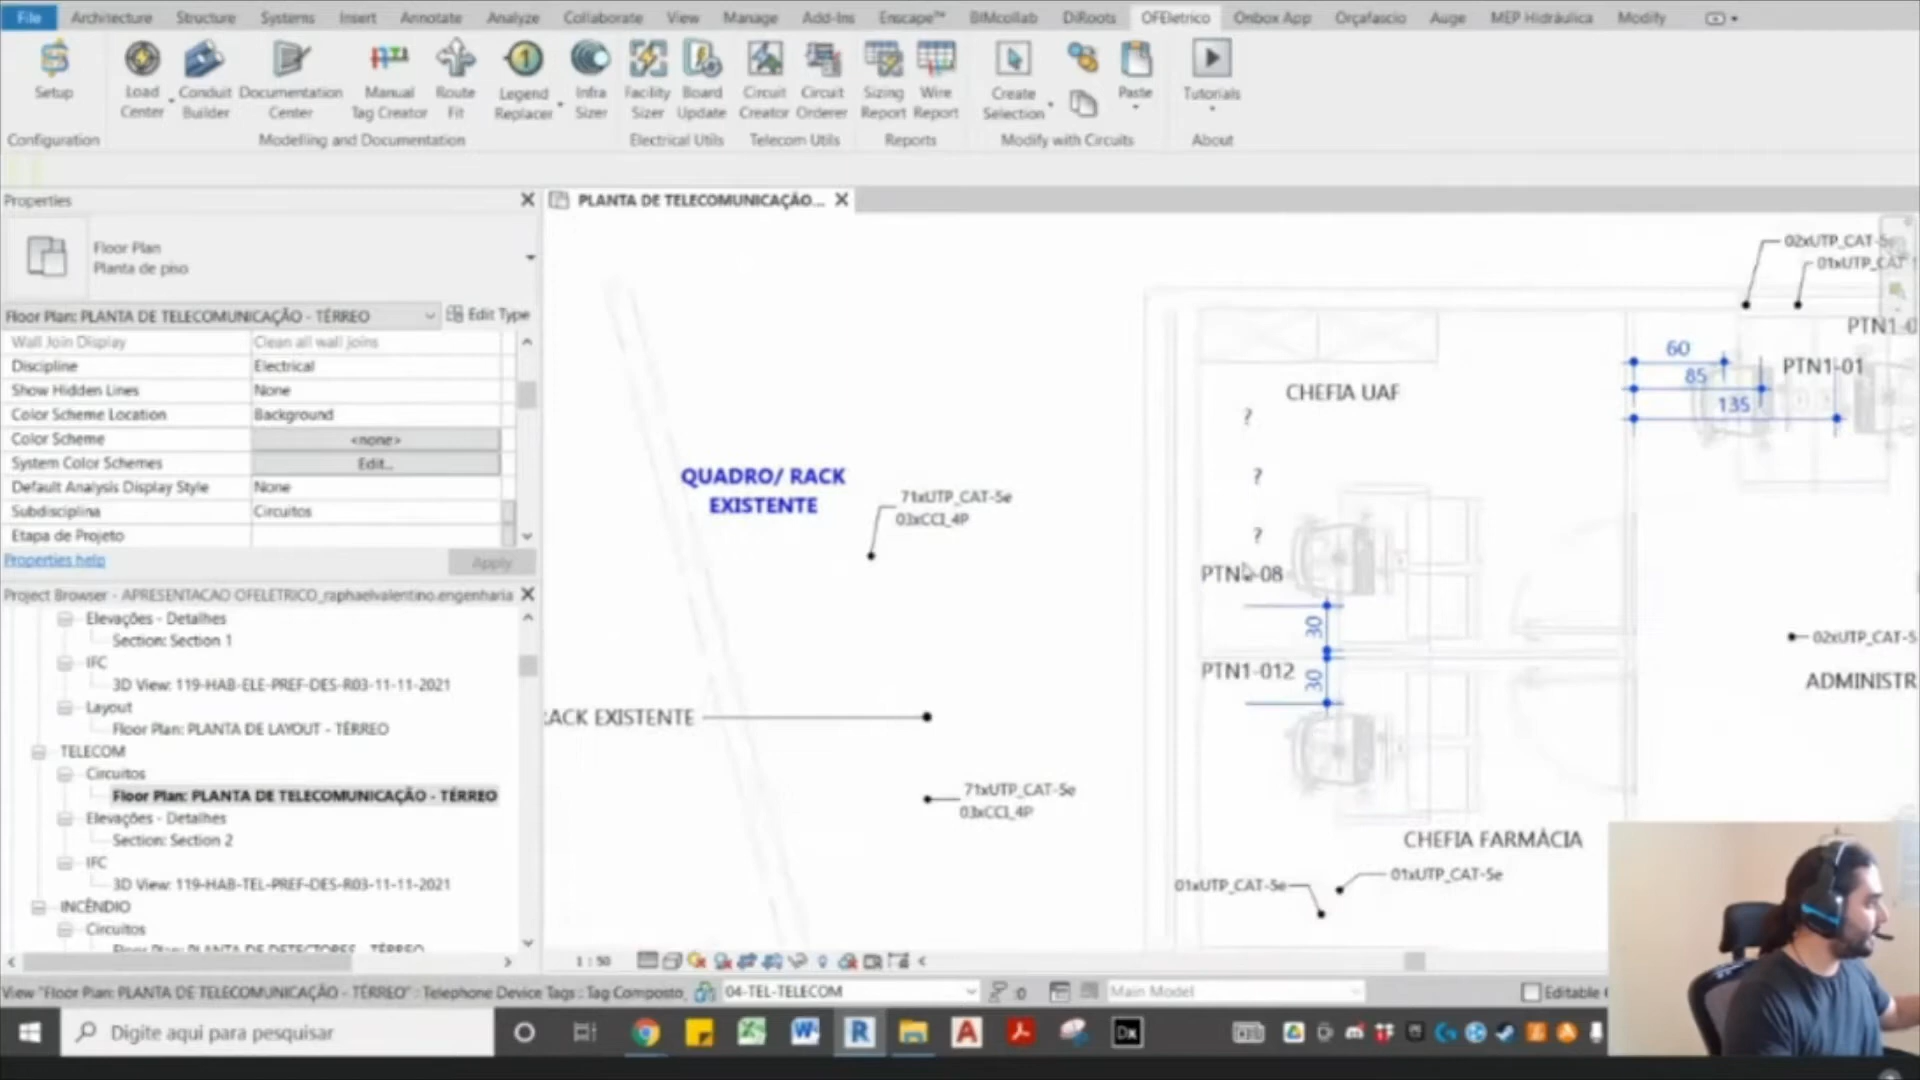 File Architecture Structure Systems Insert Annotate Analyze Collaborate View Manage Add-Ins Enscape™ BIMcollab DiRoots OFEletrico Onbox App Orçafascio Auge MEP Hidráulica Modify
Setup
Load Center
Conduit Builder
Documentation Center
Manual Tag Creator
Route Fit
Legend Replacer
Infra Sizer
Facility Sizer
Board Update
Circuit Creator
Circuit Orderer
Sizing Report
Wire Report
Create Selection
Paste
Tutorials
Configuration
Modelling and Documentation
Electrical Utils
Telecom Utils
Reports
Modify with Circuits
About
Properties
Floor Plan
Planta de piso
Floor Plan: PLANTA DE TELECOMUNICAÇÃO - TÉRREO
Edit Type
Wall Join Display Clean all wall joins
Discipline Electrical
Show Hidden Lines None
Color Scheme Location Background
Color Scheme <none>
System Color Schemes Edit...
Default Analysis Display Style None
Subdisciplina Circuitos
Etapa de Projeto
Properties help
Apply
Project Browser - APRESENTACAO OFELETRICO_raphaelvalentino.engenharia
Elevações - Detalhes
Section: Section 1
IFC
3D View: 119-HAB-ELE-PREF-DES-R03-11-11-2021
Layout
Floor Plan: PLANTA DE LAYOUT - TÉRREO
TELECOM
Circuitos
Floor Plan: PLANTA DE TELECOMUNICAÇÃO - TÉRREO
Elevações - Detalhes
Section: Section 2
IFC
3D View: 119-HAB-TEL-PREF-DES-R03-11-11-2021
INCÊNDIO
Circuitos
Floor Plan: PLANTA DE DETECTORES - TÉRREO
PLANTA DE TELECOMUNICAÇÃO...
QUADRO/ RACK
EXISTENTE
71xUTP_CAT-5e
03xCCI_4P
RACK EXISTENTE
71xUTP_CAT-5e
03xCCI_4P
CHEFIA UAF
?
?
?
30
PTN1-012
30
CHEFIA FARMÁCIA
01xUTP_CAT-5e
01xUTP_CAT-5e
02xUTP_CAT-5e
01xUTP_CAT
PTN1-0
PTN1-01
60
85
135
02xUTP_CAT-5
ADMINISTR
1 : 50
View "Floor Plan: PLANTA DE TELECOMUNICAÇÃO - TÉRREO" : Telephone Device Tags : Tag Composto_
04-TEL-TELECOM
:0
Main Model
Editable
Digite aqui para pesquisar